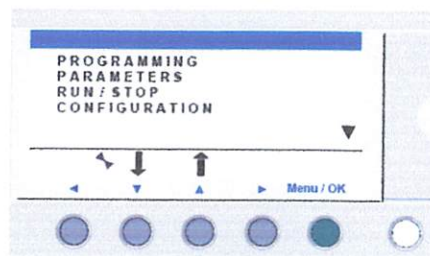 PROGRAMMING
PARAMETERS
RUN / STOP
CONFIGURATION
Menu / OK